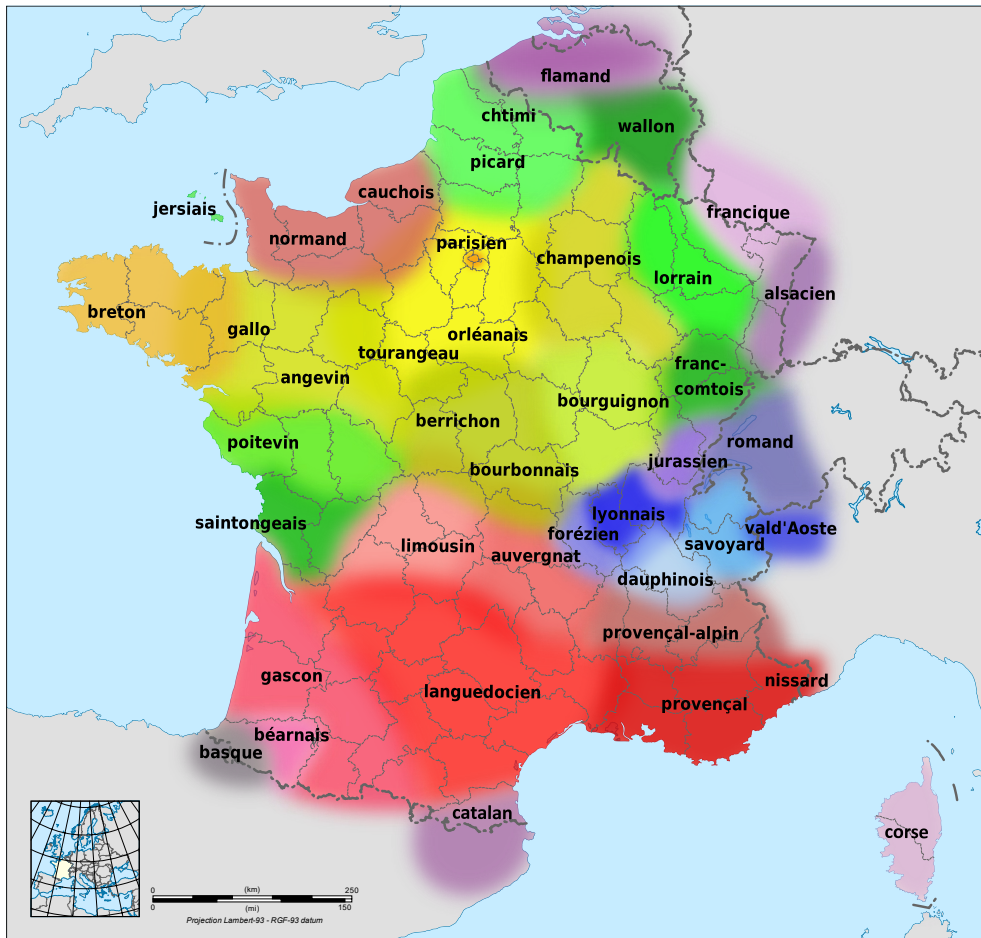 flamand
chtimi
wallon
picard
cauchois
francique
jersiais
normand
parisien
champenois
lorrain
alsacien
breton
gallo
orléanais
tourangeau
franc-
comtois
angevin
bourguignon
berrichon
poitevin
romand
jurassien
bourbonnais
saintongeais
lyonnais
vald'Aoste
forézien
savoyard
limousin
auvergnat
dauphinois
provençal-alpin
gascon
nissard
languedocien
provençal
béarnais
basque
catalan
corse
(km)
0 250
0 150
(mi)
Projection Lambert-93 - RGF-93 datum